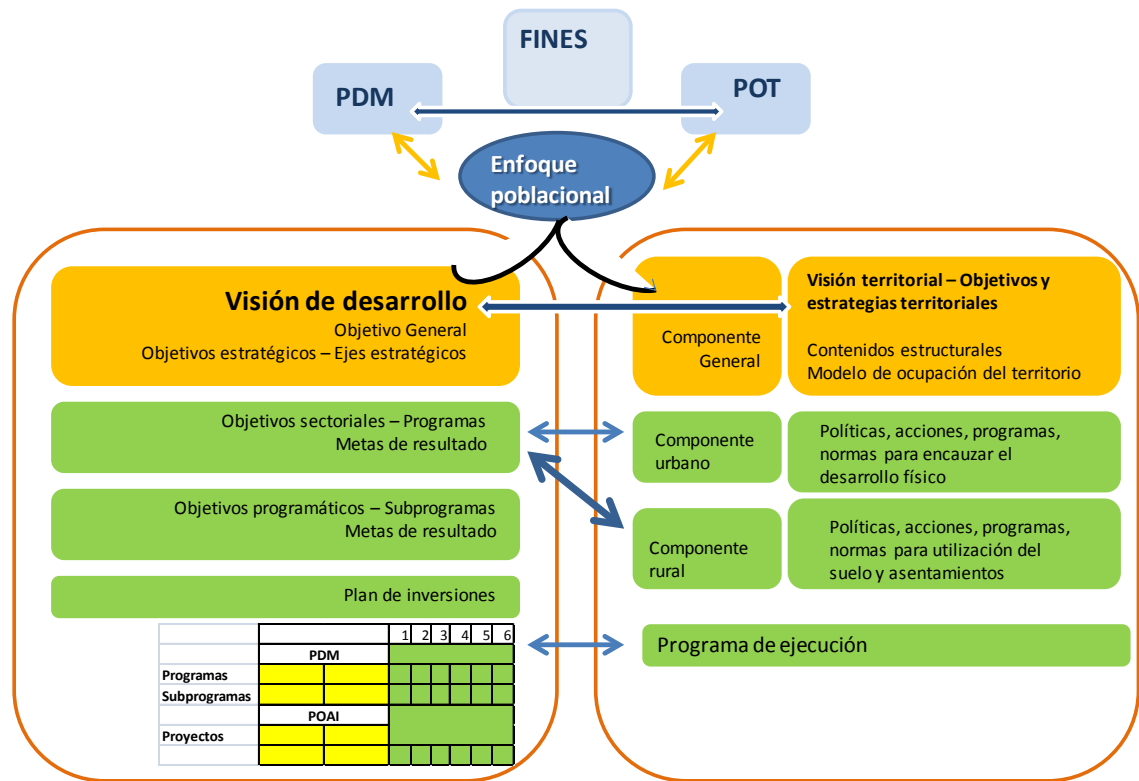 FINES
PDM
POT
Enfoque
poblacional
Visión de desarrollo
Objetivo General
Objetivos estratégicos – Ejes estratégicos
Objetivos sectoriales – Programas
Metas de resultado
Objetivos programáticos – Subprogramas
Metas de resultado
Plan de inversiones
1 2 3 4 5 6
PDM
Programas
Subprogramas
POAI
Proyectos
Componente
General
Visión territorial – Objetivos y
estrategias territoriales
Contenidos estructurales
Modelo de ocupación del territorio
Componente
urbano
Políticas, acciones, programas,
normas para encauzar el
desarrollo físico
Componente
rural
Políticas, acciones, programas,
normas para utilización del
suelo y asentamientos
Programa de ejecución